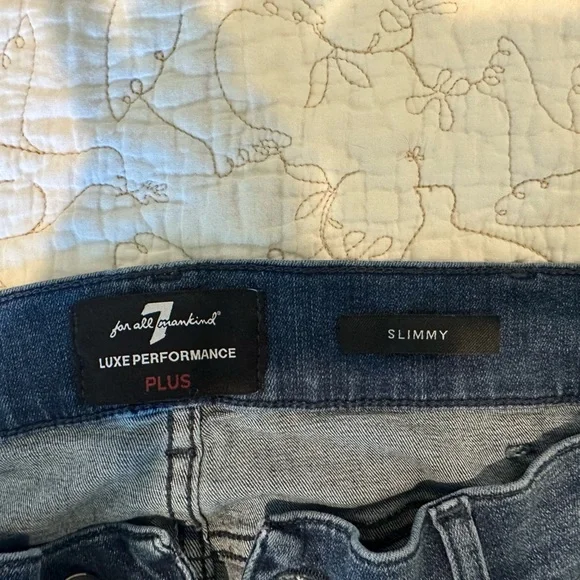 7
for all mankind®
LUXE PERFORMANCE
PLUS
SLIMMY